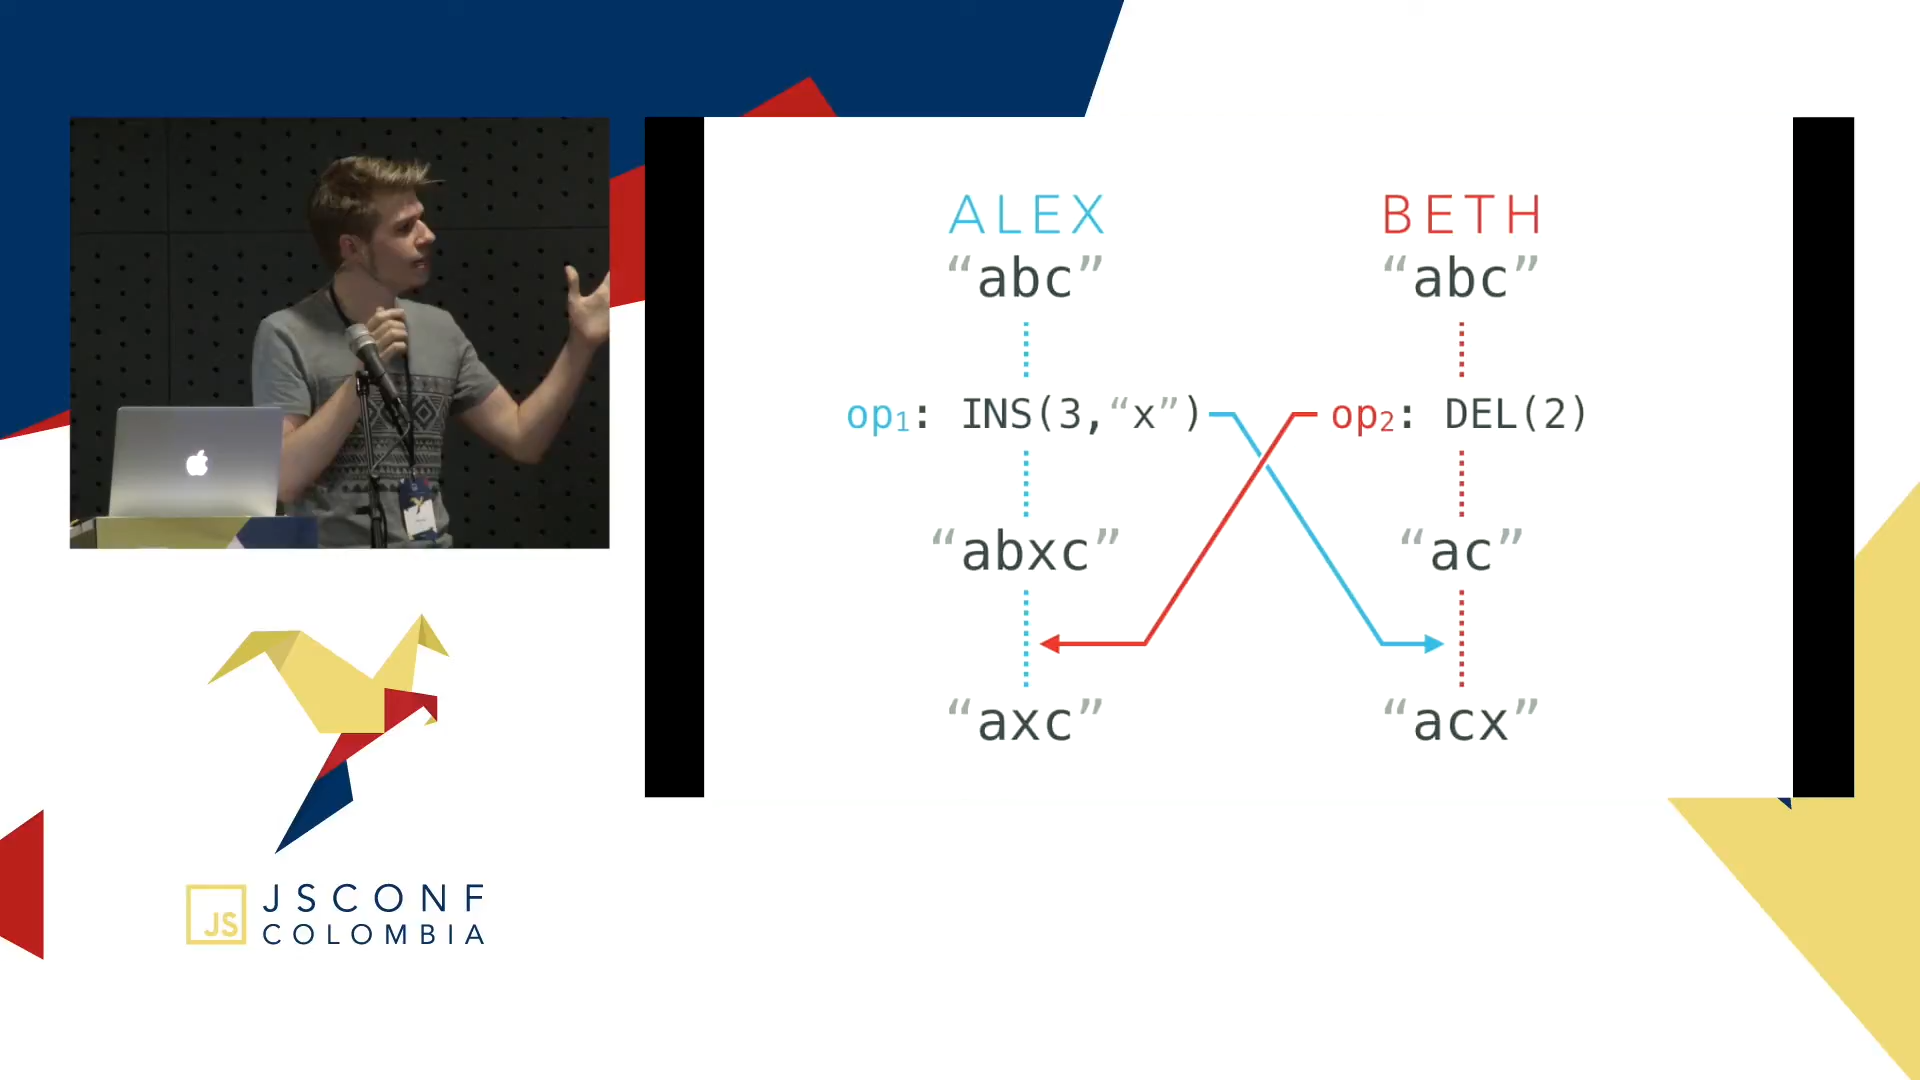 ALEX BETH
“abc” “abc”
op1: INS(3,“x”) op2: DEL(2)
“abxc” “ac”
“axc” “acx”
JS
JSCONF
COLOMBIA